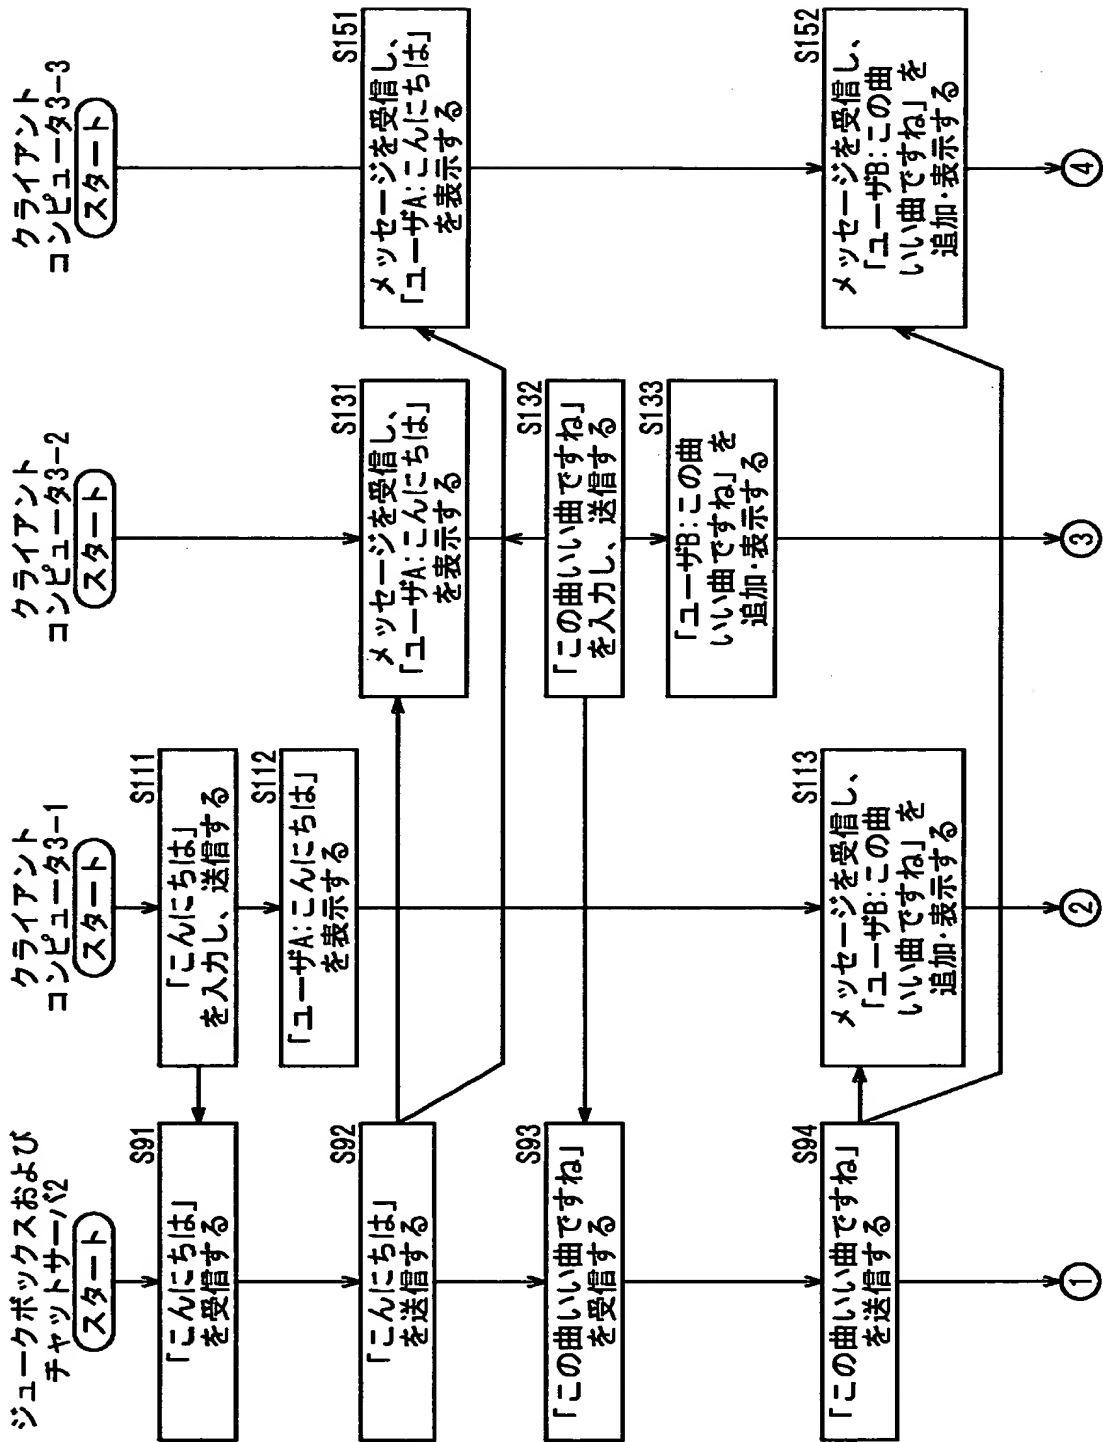 ジュークボックスおよび
チャットサーバ2
スタート
S91
「こんにちは」
を受信する
S92
「こんにちは」
を送信する
S93
「この曲いい曲ですね」
を受信する
S94
「この曲いい曲ですね」
を送信する
①
クライアント
コンピュータ3-1
スタート
S111
「こんにちは」
を入力し、送信する
S112
「ユーザA:こんにちは」
を表示する
S113
メッセージを受信し、
「ユーザB:この曲
いい曲ですね」を
追加・表示する
②
クライアント
コンピュータ3-2
スタート
S131
メッセージを受信し、
「ユーザA:こんにちは」
を表示する
S132
「この曲いい曲ですね」
を入力し、送信する
S133
「ユーザB:この曲
いい曲ですね」を
追加・表示する
③
クライアント
コンピュータ3-3
スタート
S151
メッセージを受信し、
「ユーザA:こんにちは」
を表示する
S152
メッセージを受信し、
「ユーザB:この曲
いい曲ですね」を
追加・表示する
④